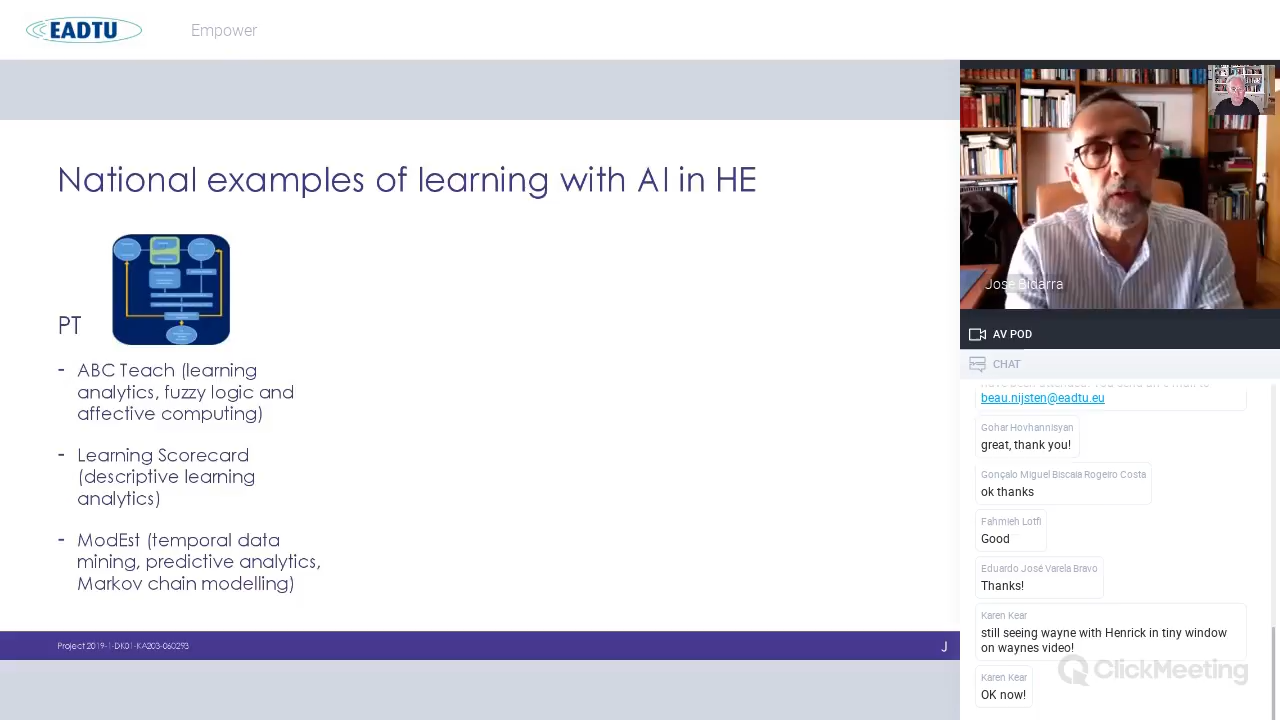 EADTU
Empower
National examples of learning with AI in HE
PT
- ABC Teach (learning
analytics, fuzzy logic and
affective computing)
- Learning Scorecard
(descriptive learning
analytics)
- ModEst (temporal data
mining, predictive analytics,
Markov chain modelling)
Project 2019-1-DK01-KA203-060293
J
Jose Bidarra
AV POD
CHAT
beau.nijsten@eadtu.eu
Gohar Hovhannisyan
great, thank you!
Gonçalo Miguel Biscaia Rogeiro Costa
ok thanks
Fahmieh Lotfi
Good
Eduardo José Varela Bravo
Thanks!
Karen Kear
still seeing wayne with Henrick in tiny window
on waynes video!
ClickMeeting
Karen Kear
OK now!